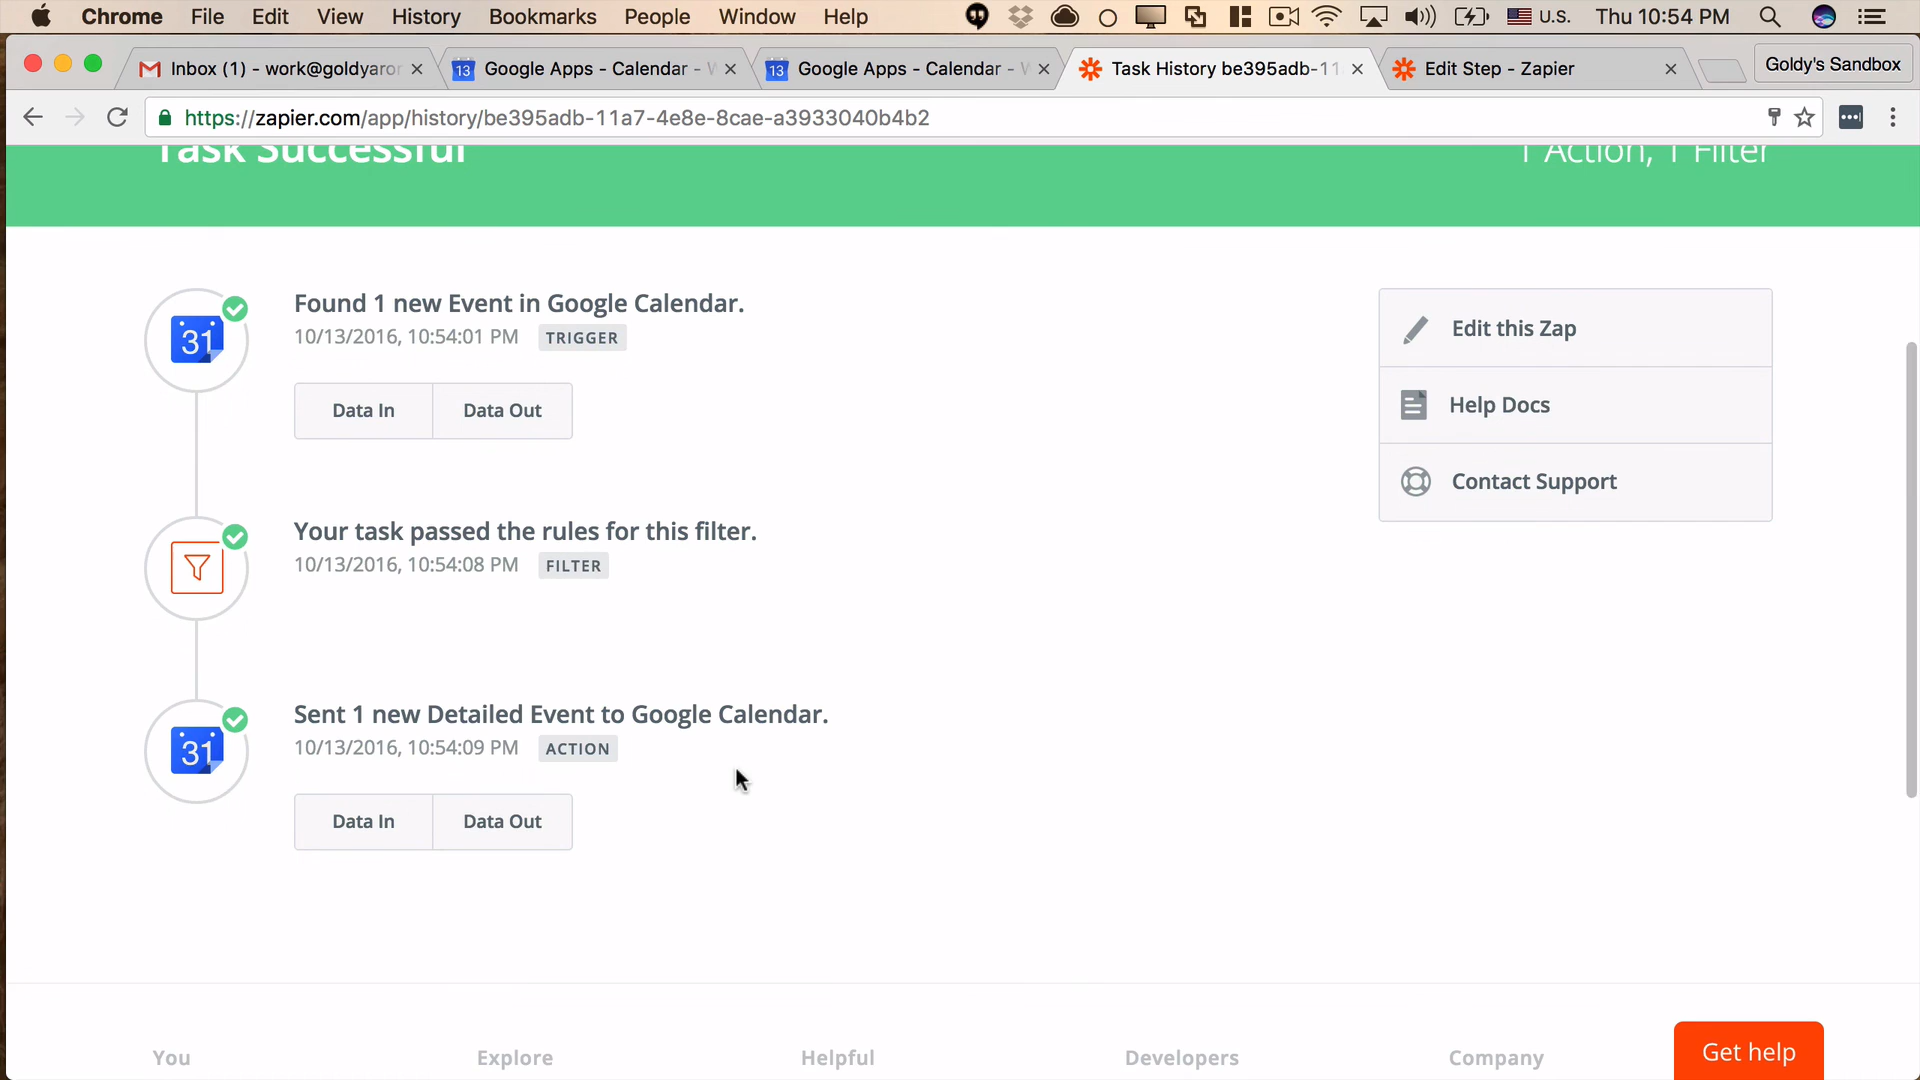 Chrome File Edit View History Bookmarks People Window Help U.S. Thu 10:54 PM
Inbox (1) - work@goldyaror
13 Google Apps - Calendar - W
13 Google Apps - Calendar - W
Task History be395adb-11
Edit Step - Zapier
Goldy's Sandbox
https://zapier.com/app/history/be395adb-11a7-4e8e-8cae-a3933040b4b2
Task Successful
1 Action, 1 Filter
31
Found 1 new Event in Google Calendar.
10/13/2016, 10:54:01 PM TRIGGER
Data In Data Out
Edit this Zap
Help Docs
Contact Support
Your task passed the rules for this filter.
10/13/2016, 10:54:08 PM FILTER
31
Sent 1 new Detailed Event to Google Calendar.
10/13/2016, 10:54:09 PM ACTION
Data In Data Out
You Explore Helpful Developers Company
Get help